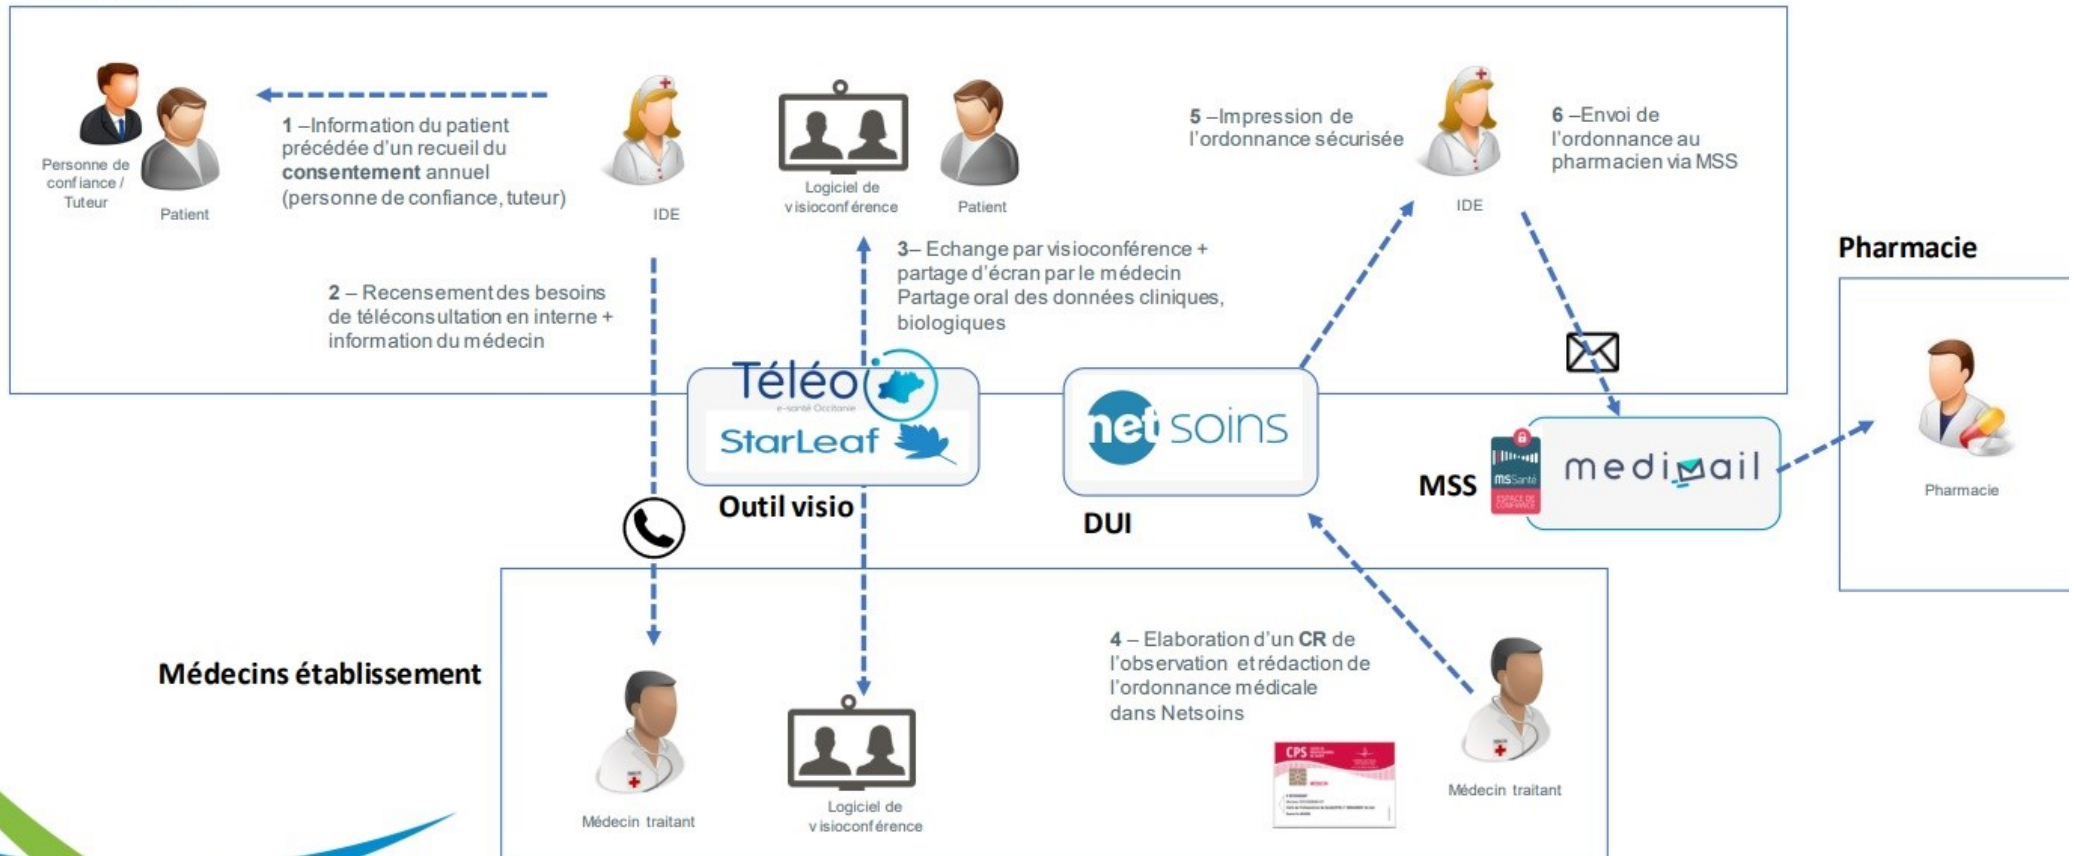 Personne de
confiance /
Tuteur
Patient
1 –Information du patient
précédée d'un recueil du
consentement annuel
(personne de confiance, tuteur)
IDE
Logiciel de
visioconférence
Patient
5 –Impression de
l'ordonnance sécurisée
IDE
6 –Envoi de
l'ordonnance au
pharmacien via MSS
2 – Recensement des besoins
de téléconsultation en interne +
information du médecin
3– Echange par visioconférence +
partage d'écran par le médecin
Partage oral des données cliniques,
biologiques
Pharmacie
Téléo
e-santé Occitanie
StarLeaf
Outil visio
net soins
DUI
MSS
msSanté
ESPACE DE
CONFIANCE
medimail
Pharmacie
Médecins établissement
Médecin traitant
Logiciel de
visioconférence
4 – Elaboration d'un CR de
l'observation et rédaction de
l'ordonnance médicale
dans Netsoins
CPS
MÉDECIN
Médecin traitant